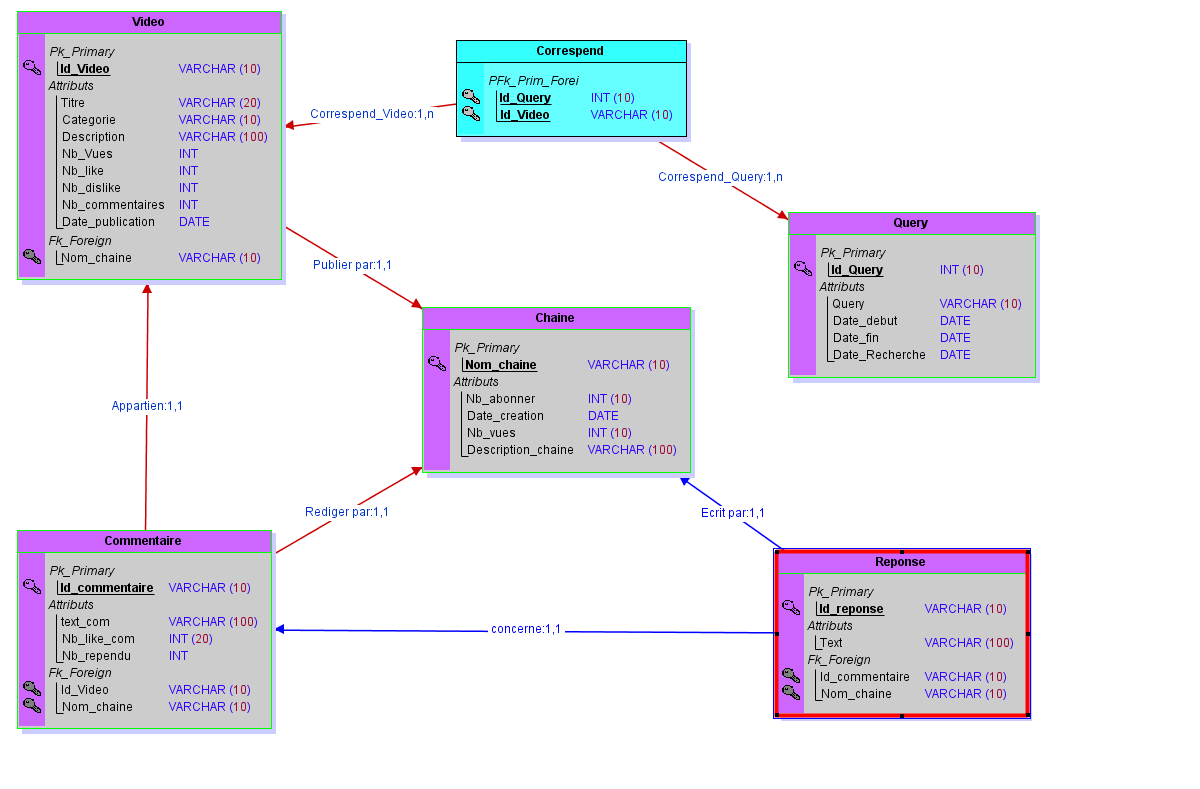 Video
Pk_Primary
Id_Video VARCHAR (10)
Attributs
Titre VARCHAR (20)
Categorie VARCHAR (10)
Description VARCHAR (100)
Nb_Vues INT
Nb_like INT
Nb_dislike INT
Nb_commentaires INT
Date_publication DATE
Fk_Foreign
Nom_chaine VARCHAR (10)
Correspend
PFk_Prim_Forei
Id_Query INT (10)
Id_Video VARCHAR (10)
Correspend_Video:1,n
Correspend_Query:1,n
Query
Pk_Primary
Id_Query INT (10)
Attributs
Query VARCHAR (10)
Date_debut DATE
Date_fin DATE
Date_Recherche DATE
Publier par:1,1
Chaine
Pk_Primary
Nom_chaine VARCHAR (10)
Attributs
Nb_abonner INT (10)
Date_creation DATE
Nb_vues INT (10)
Description_chaine VARCHAR (100)
Appartien:1,1
Rediger par:1,1
Ecrit par:1,1
Commentaire
Pk_Primary
Id_commentaire VARCHAR (10)
Attributs
text_com VARCHAR (100)
Nb_like_com INT (20)
Nb_rependu INT
Fk_Foreign
Id_Video VARCHAR (10)
Nom_chaine VARCHAR (10)
concerne:1,1
Reponse
Pk_Primary
Id_reponse VARCHAR (10)
Attributs
Text VARCHAR (100)
Fk_Foreign
Id_commentaire VARCHAR (10)
Nom_chaine VARCHAR (10)